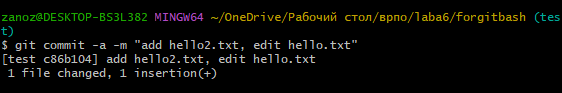 zanoz@DESKTOP-BS3L382 MINGW64 ~/OneDrive/Рабочий стол/врпо/laba6/forgitbash (tes
t)
$ git commit -a -m "add hello2.txt, edit hello.txt"
[test c86b104] add hello2.txt, edit hello.txt
 1 file changed, 1 insertion(+)